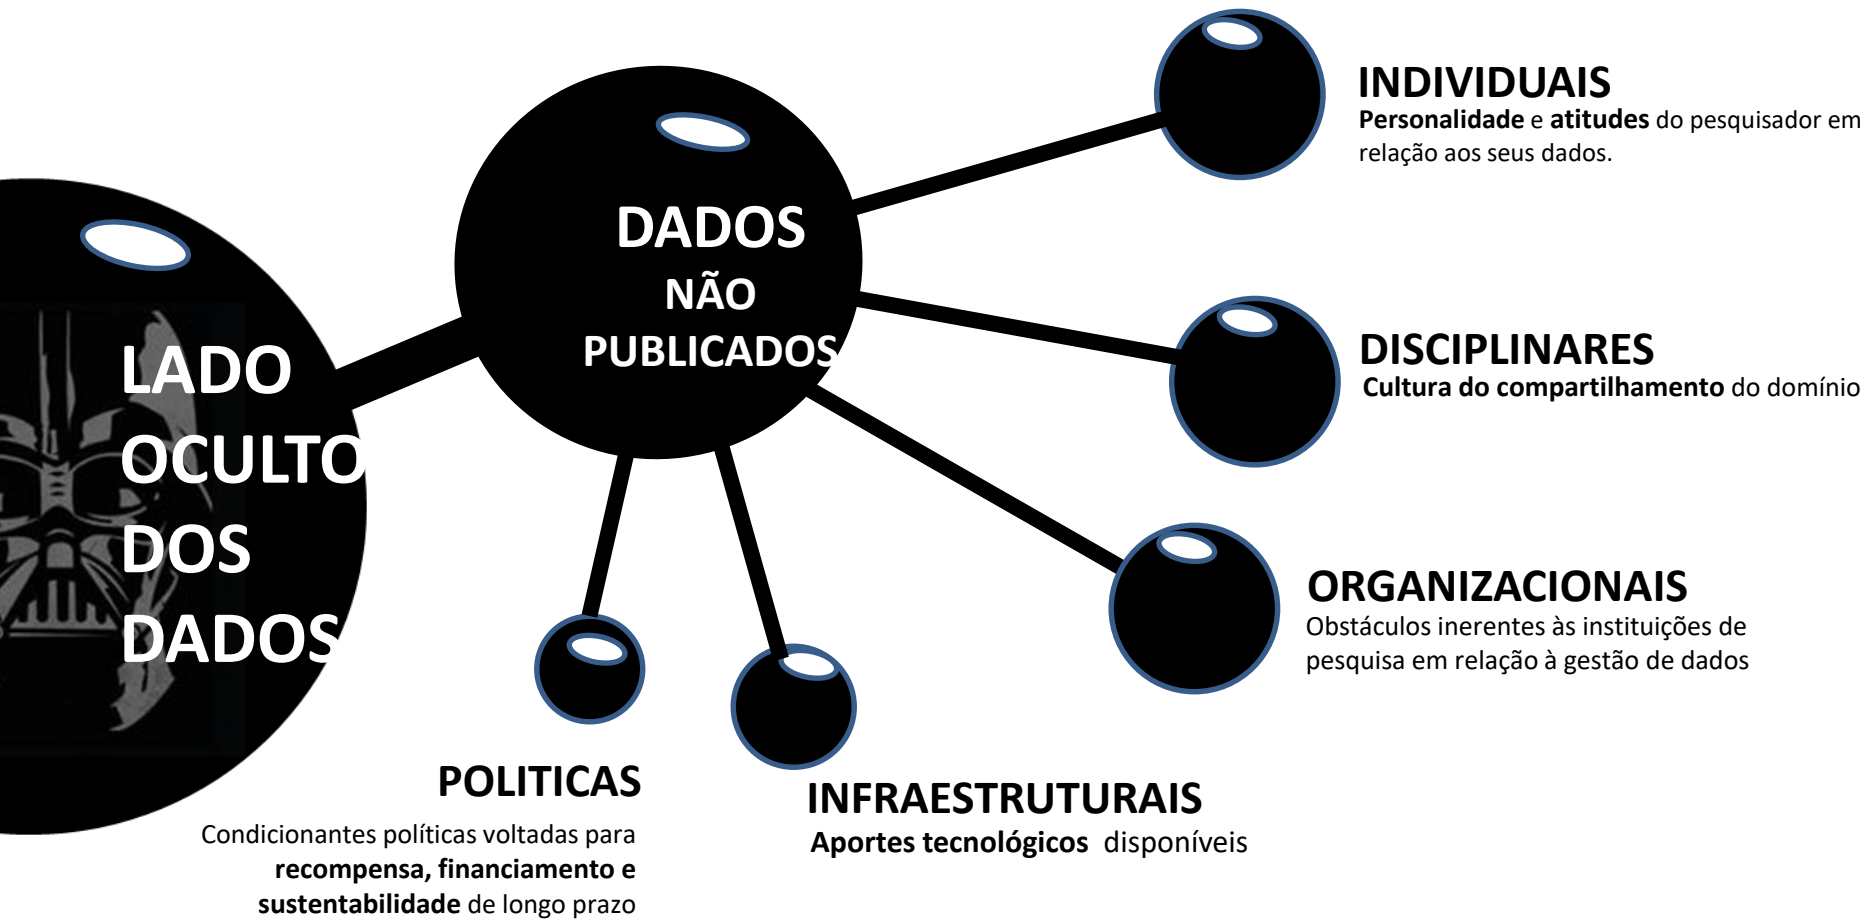 LADO
OCULTO
DOS
DADOS
DADOS
NÃO
PUBLICADOS
INDIVIDUAIS
Personalidade e atitudes do pesquisador em
relação aos seus dados.
DISCIPLINARES
Cultura do compartilhamento do domínio
ORGANIZACIONAIS
Obstáculos inerentes às instituições de
pesquisa em relação à gestão de dados
INFRAESTRUTURAIS
Aportes tecnológicos disponíveis
POLITICAS
Condicionantes políticas voltadas para
recompensa, financiamento e
sustentabilidade de longo prazo